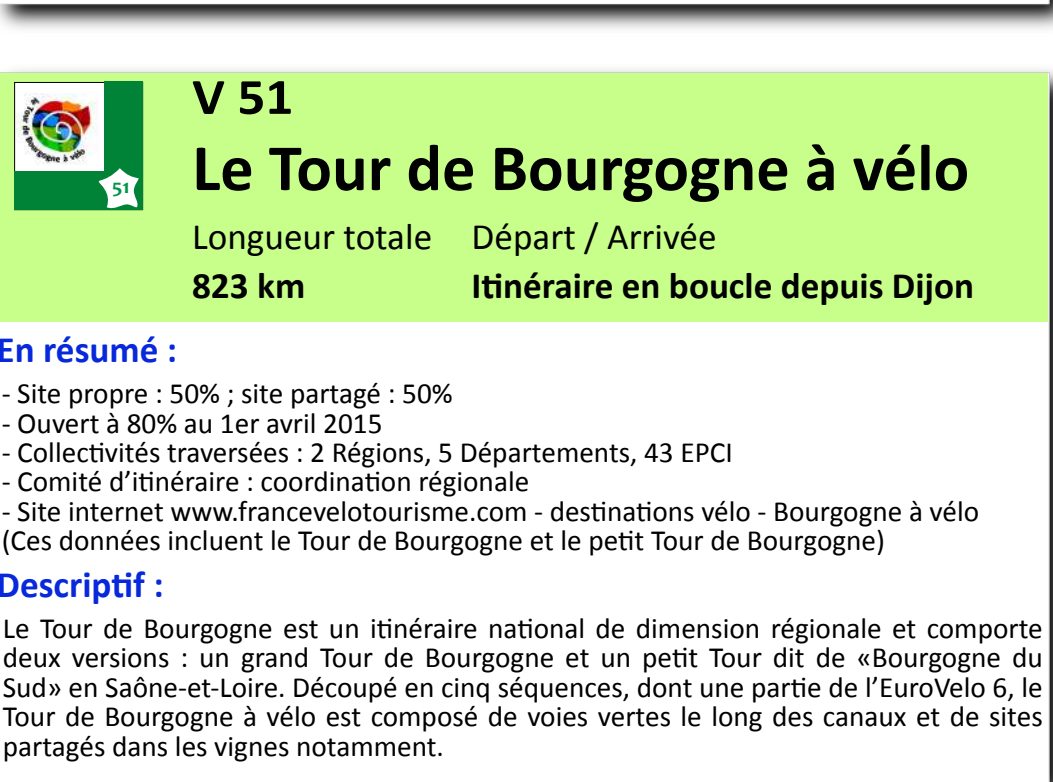 le Tour de Bourgogne à vélo
51
V 51
Le Tour de Bourgogne à vélo
Longueur totale Départ / Arrivée
823 km Itinéraire en boucle depuis Dijon
En résumé :
- Site propre : 50% ; site partagé : 50%
- Ouvert à 80% au 1er avril 2015
- Collectivités traversées : 2 Régions, 5 Départements, 43 EPCI
- Comité d’itinéraire : coordination régionale
- Site internet www.francevelotourisme.com - destinations vélo - Bourgogne à vélo
(Ces données incluent le Tour de Bourgogne et le petit Tour de Bourgogne)
Descriptif :
Le Tour de Bourgogne est un itinéraire national de dimension régionale et comporte
deux versions : un grand Tour de Bourgogne et un petit Tour dit de «Bourgogne du
Sud» en Saône-et-Loire. Découpé en cinq séquences, dont une partie de l’EuroVelo 6, le
Tour de Bourgogne à vélo est composé de voies vertes le long des canaux et de sites
partagés dans les vignes notamment.